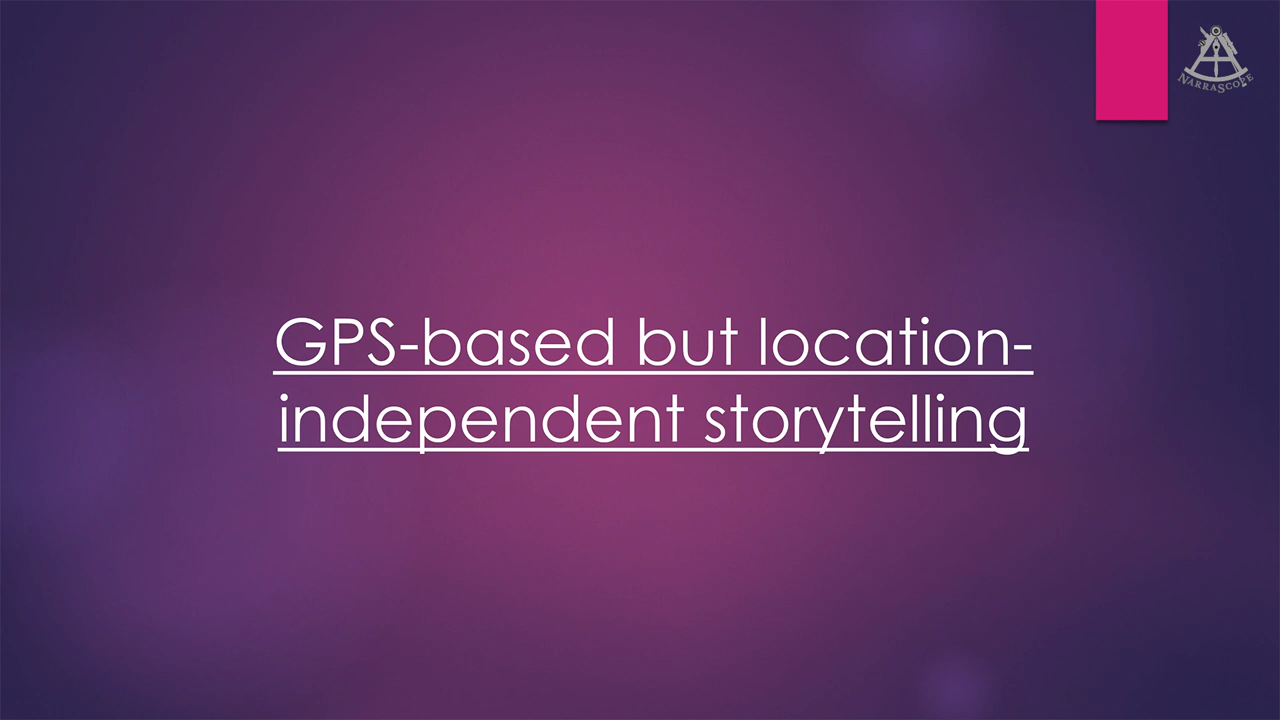 NARRASCOPE
GPS-based but location-
independent storytelling